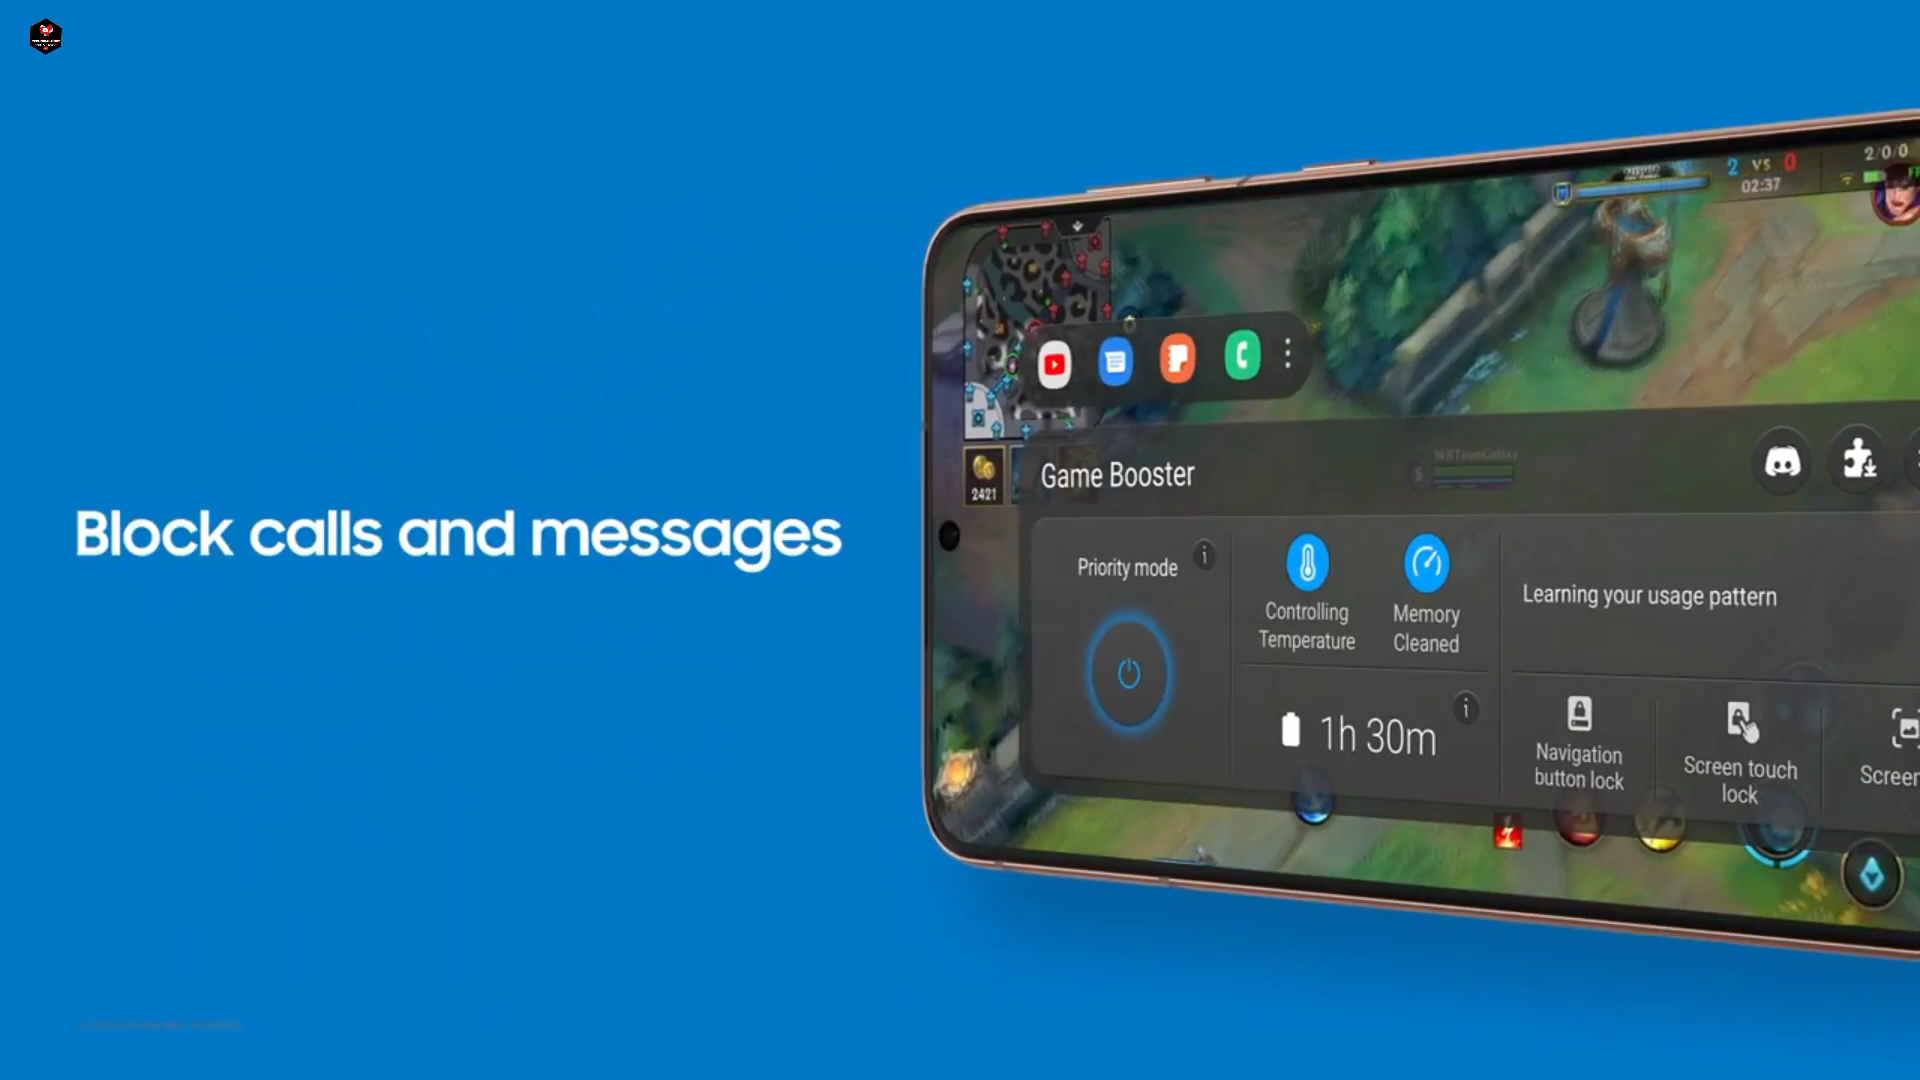 Block calls and messages
2 VS 0
02:37
2/0/0
2421
Game Booster
Priority mode
Controlling
Temperature
Memory
Cleaned
Learning your usage pattern
1h 30m
Navigation
button lock
Screen touch
lock
Screen